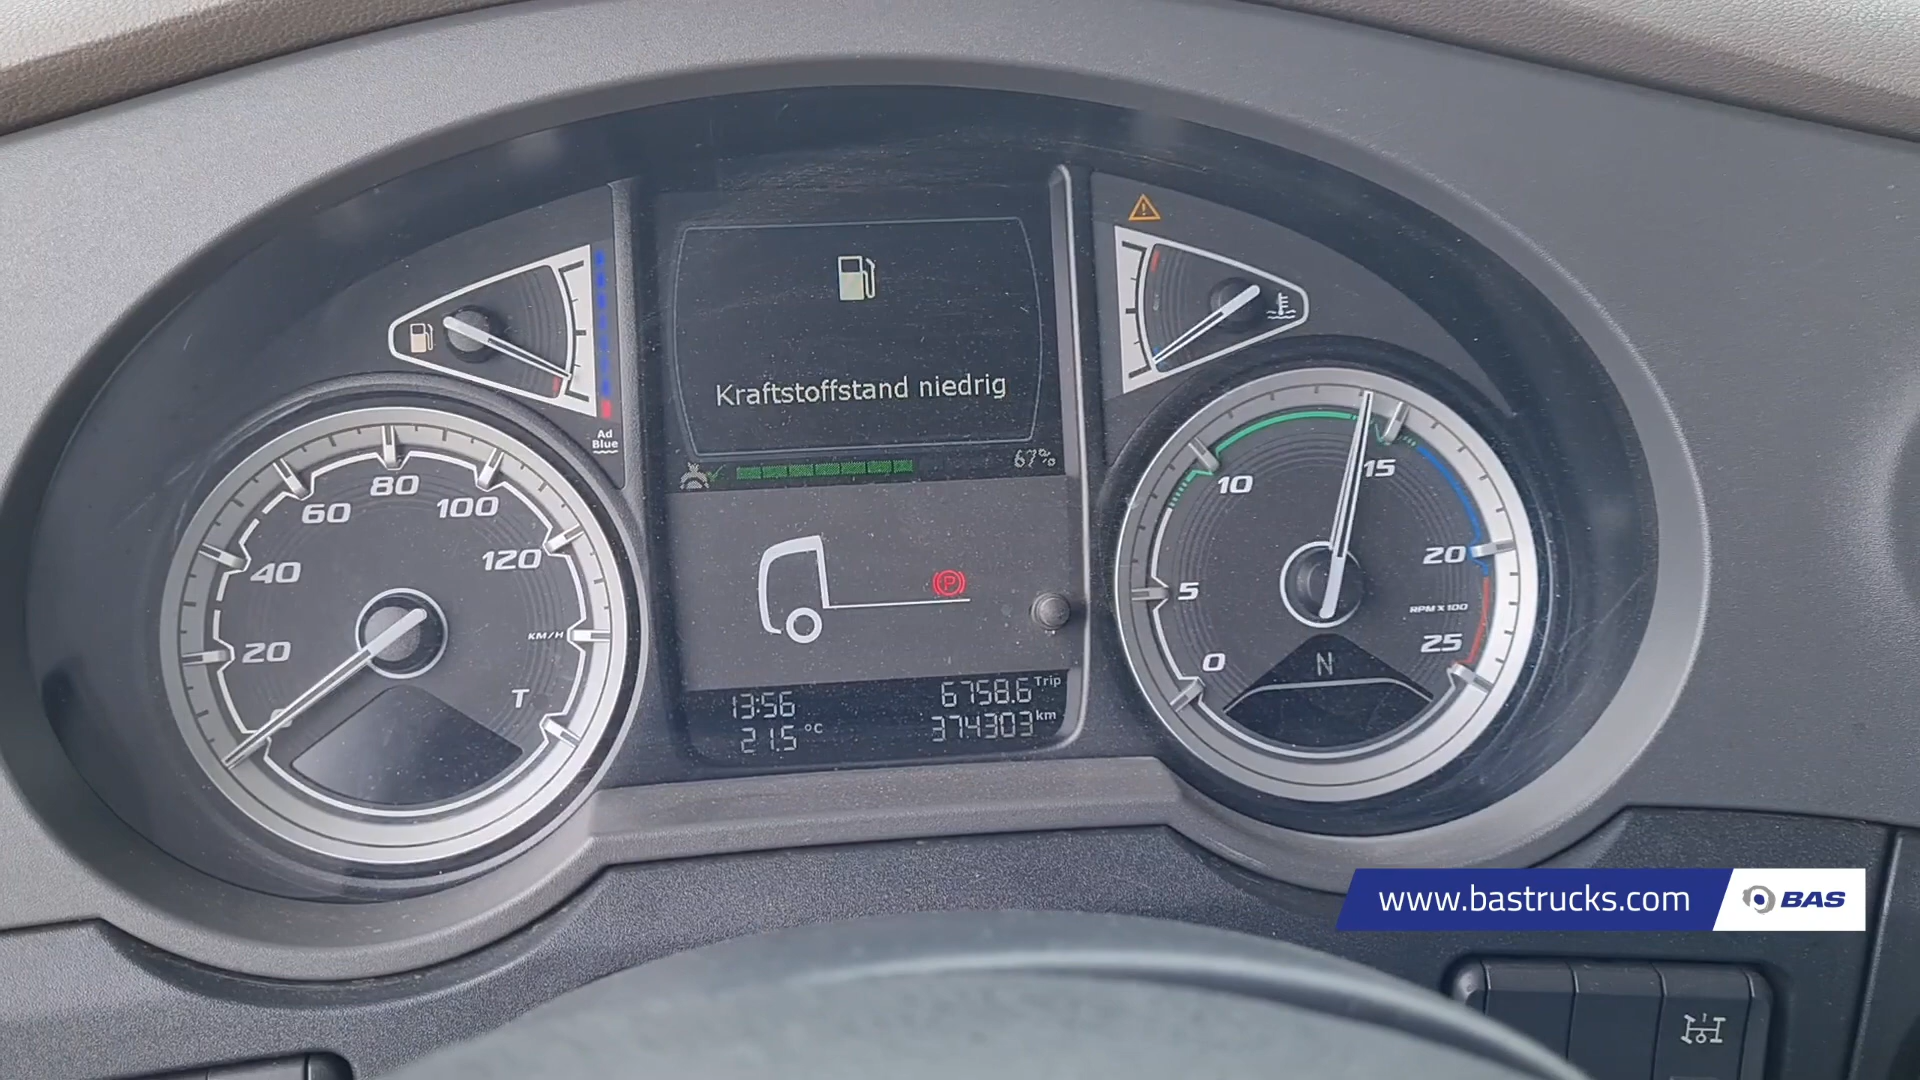 Kraftstoffstand niedrig
67%
Ad
Blue
20
40
60
80
100
120
KM/H
T
P
13:56
6758.6 Trip
21.5 °C
374303 km
0
5
10
15
20
25
RPM X 100
N
www.bastrucks.com
BAS